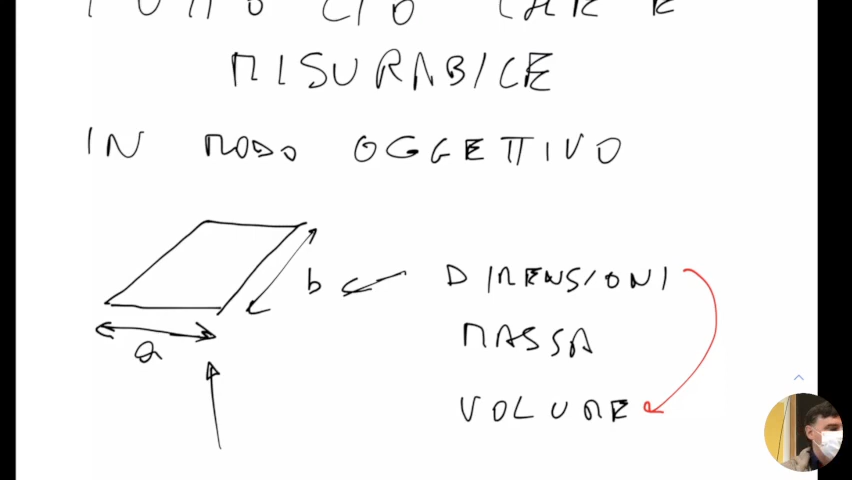 MISURABILE
IN MODO OGGETTIVO
b
DIMENSIONI
a
MASSA
VOLUME